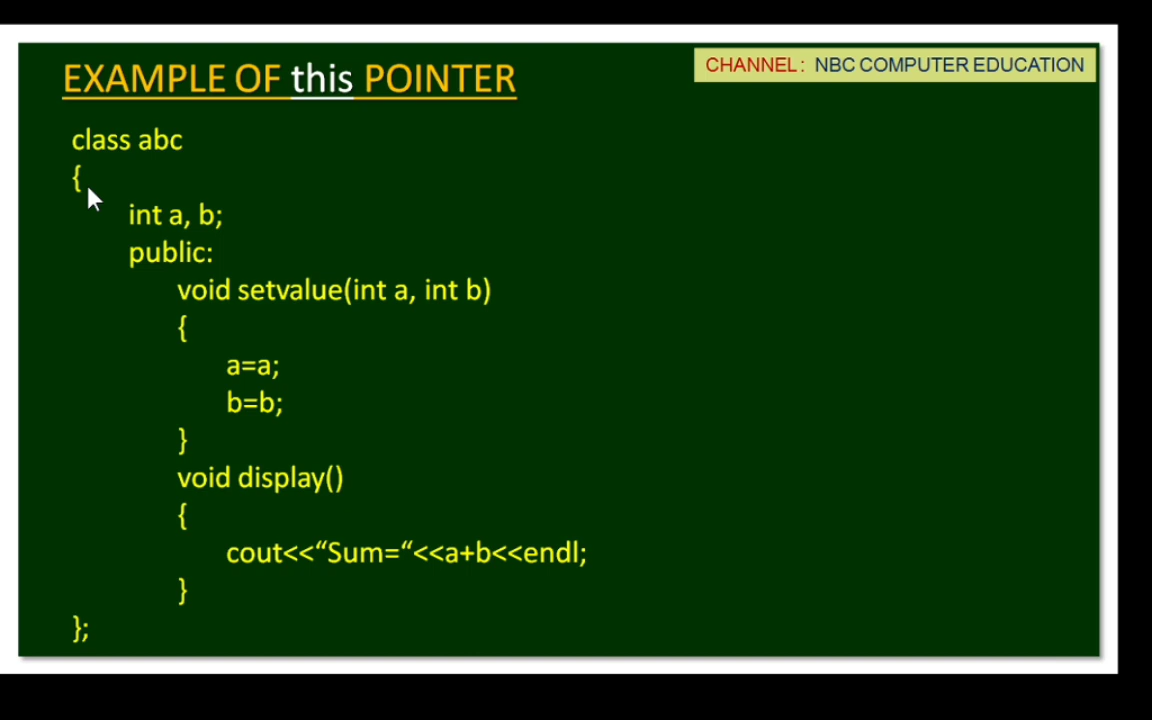 EXAMPLE OF this POINTER
CHANNEL: NBC COMPUTER EDUCATION
class abc
{
int a, b;
public:
void setvalue(int a, int b)
{
a=a;
b=b;
}
void display()
{
cout<<“Sum=“<<a+b<<endl;
}
};